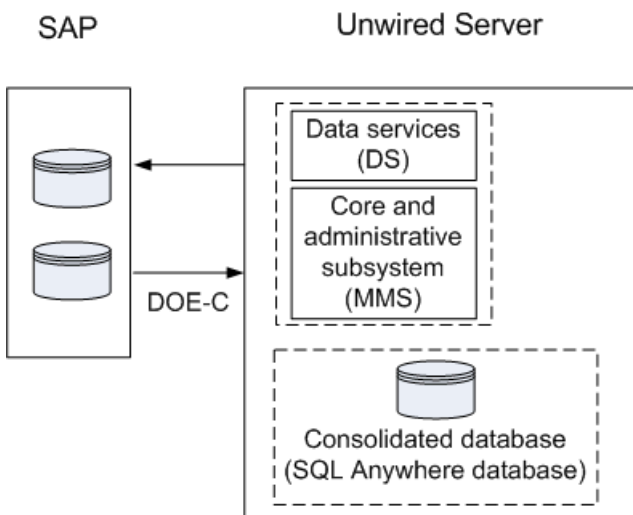 SAP
Unwired Server
Data services
(DS)
Core and
administrative
subsystem
(MMS)
DOE-C
Consolidated database
(SQL Anywhere database)